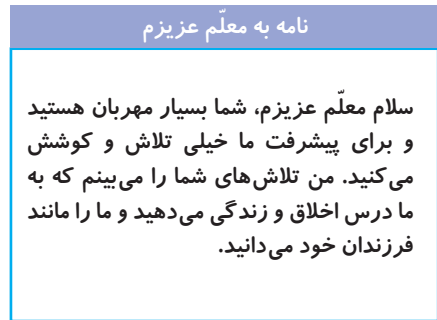 نامه به معلّم عزیزم
سلام معلّم عزیزم، شما بسیار مهربان هستید
و برای پیشرفت ما خیلی تلاش و کوشش
می‌کنید. من تلاش‌های شما را می‌بینم که به
ما درس اخلاق و زندگی می‌دهید و ما را مانند
فرزندان خود می‌دانید.